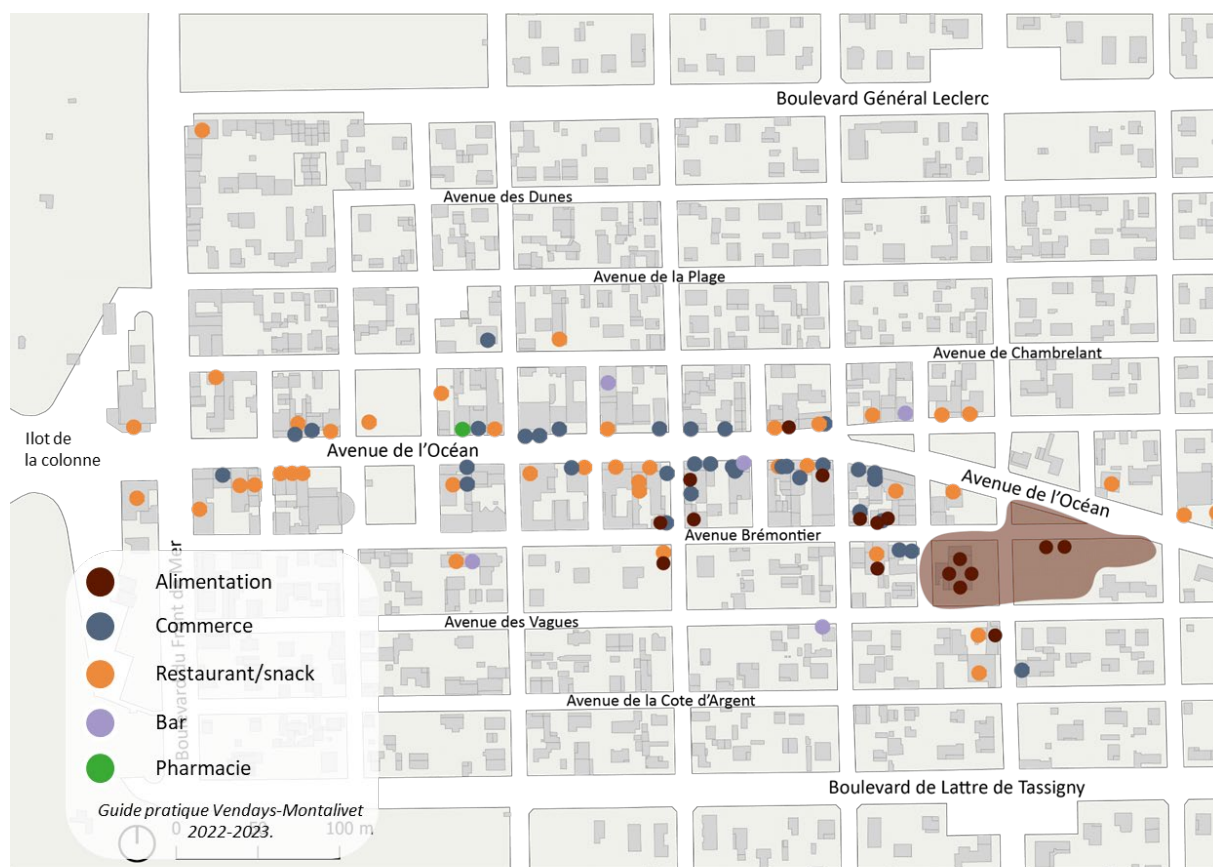 Boulevard Général Leclerc
Avenue des Dunes
Avenue de la Plage
Avenue de Chambrelant
Ilot de
la colonne
Avenue de l'Océan
Avenue de l'Océan
Avenue Brémontier
Boulevard du Front de Mer
Alimentation
Commerce
Avenue des Vagues
Restaurant/snack
Avenue de la Cote d'Argent
Bar
Pharmacie
Boulevard de Lattre de Tassigny
Guide pratique Vendays-Montalivet
2022-2023.
0 50 100 m